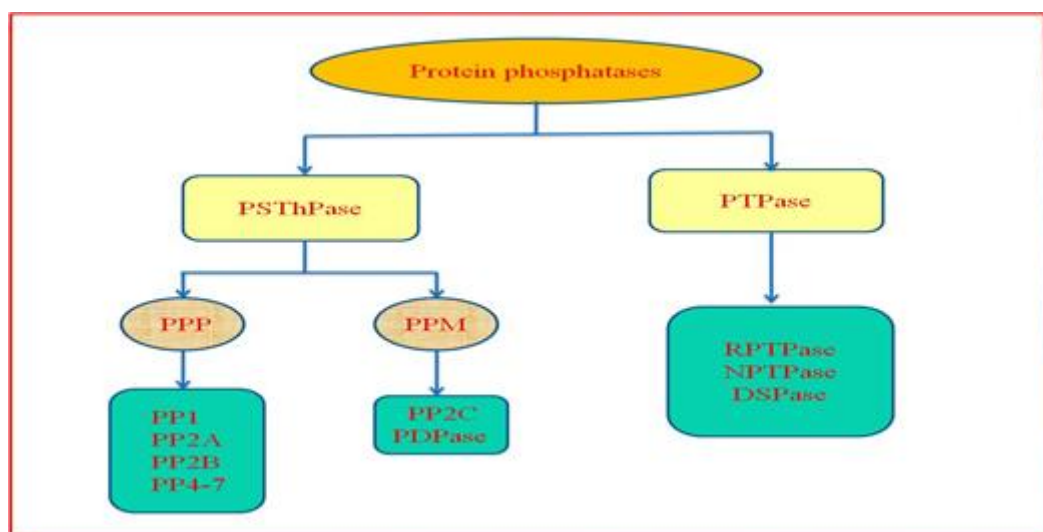 Protein phosphatases
PSThPase
PTPase
PPP
PPM
RPTPase
NPTPase
DSPase
PP1
PP2A
PP2B
PP4-7
PP2C
PDPase